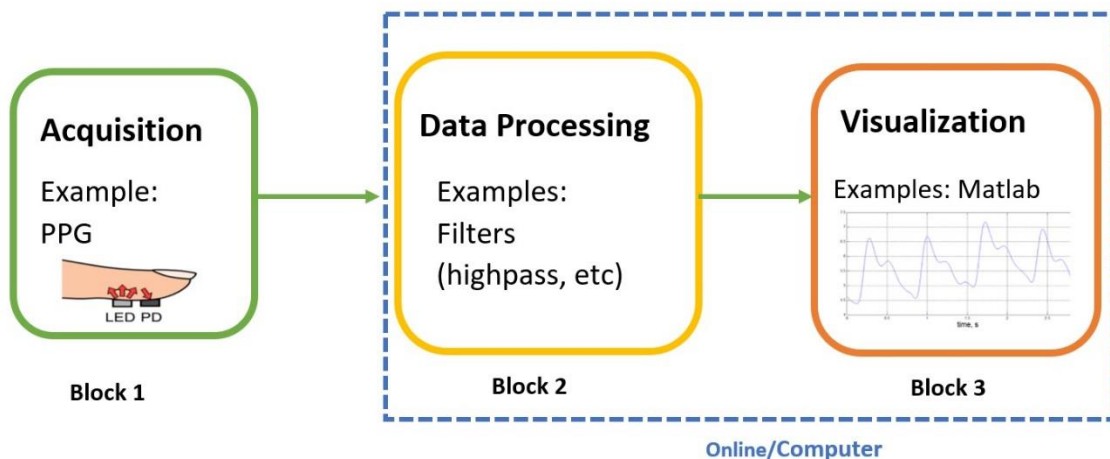 Acquisition
Example:
PPG
LED PD
Block 1
Data Processing
Examples:
Filters
(highpass, etc)
Block 2
Visualization
Examples: Matlab
time, s
Block 3
Online/Computer